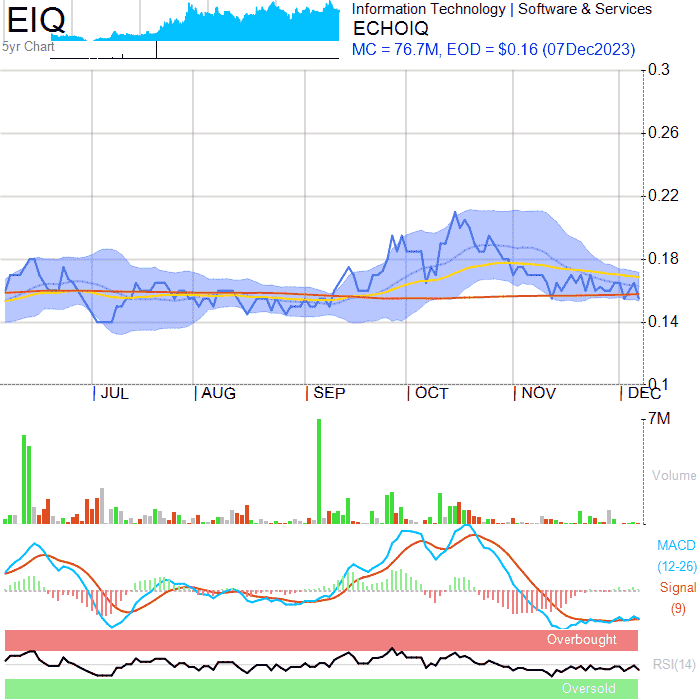 EIQ
5yr Chart
Information Technology | Software & Services
ECHOIQ
MC = 76.7M, EOD = $0.16 (07Dec2023)
0.3
0.26
0.22
0.18
0.14
0.1
JUL AUG SEP OCT NOV DEC
7M
Volume
MACD
(12-26)
Signal
(9)
Overbought
RSI(14)
Oversold